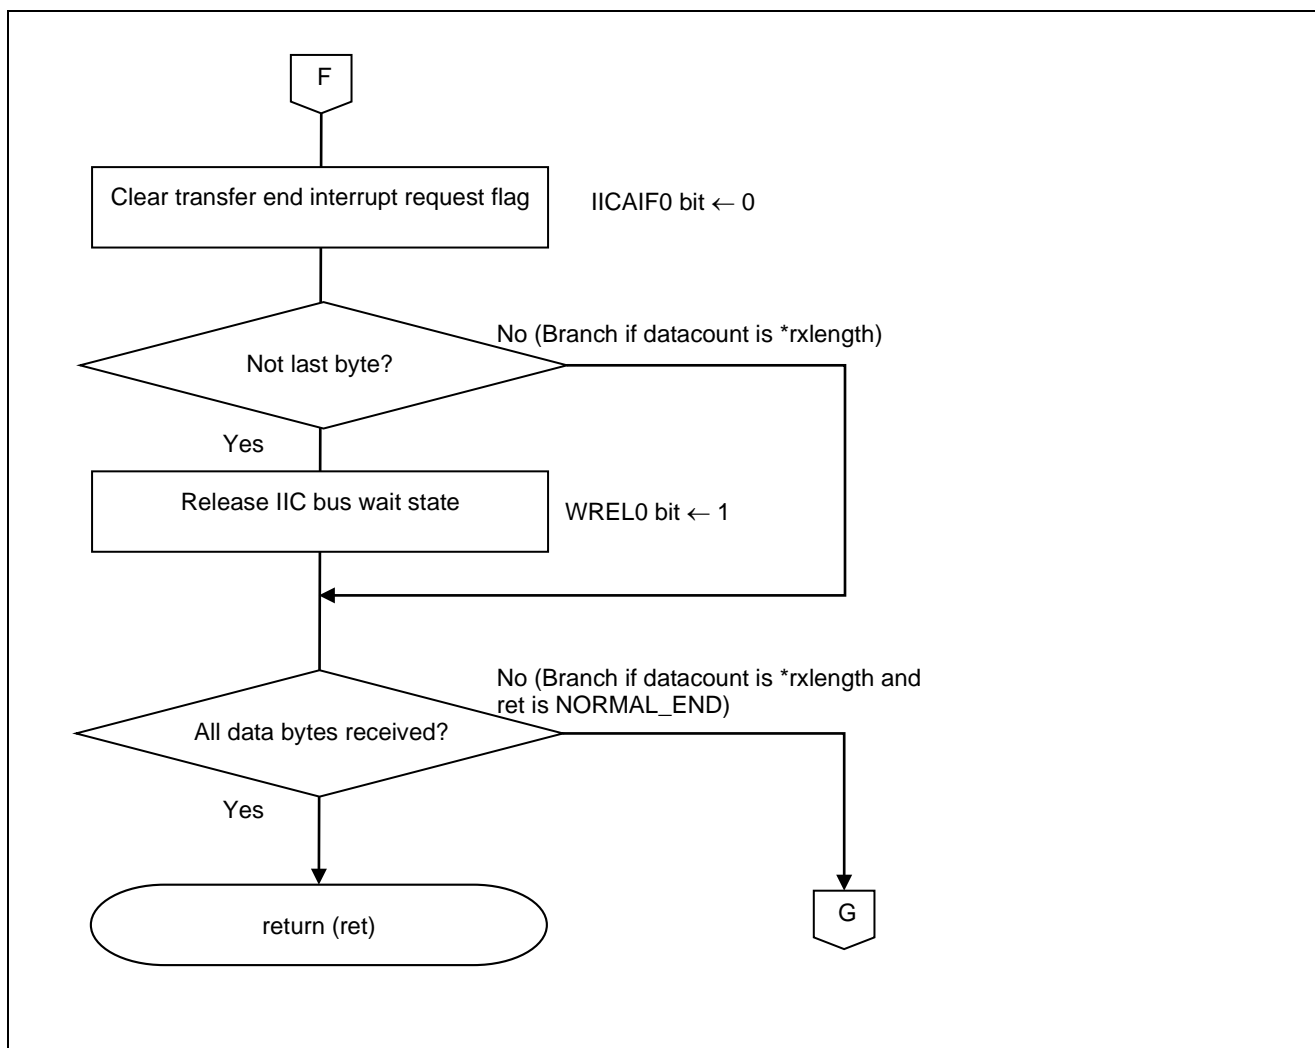 F
Clear transfer end interrupt request flag
IICAIF0 bit ← 0
No (Branch if datacount is *rxlength)
Not last byte?
Yes
Release IIC bus wait state
WREL0 bit ← 1
No (Branch if datacount is *rxlength and
ret is NORMAL_END)
All data bytes received?
Yes
return (ret)
G